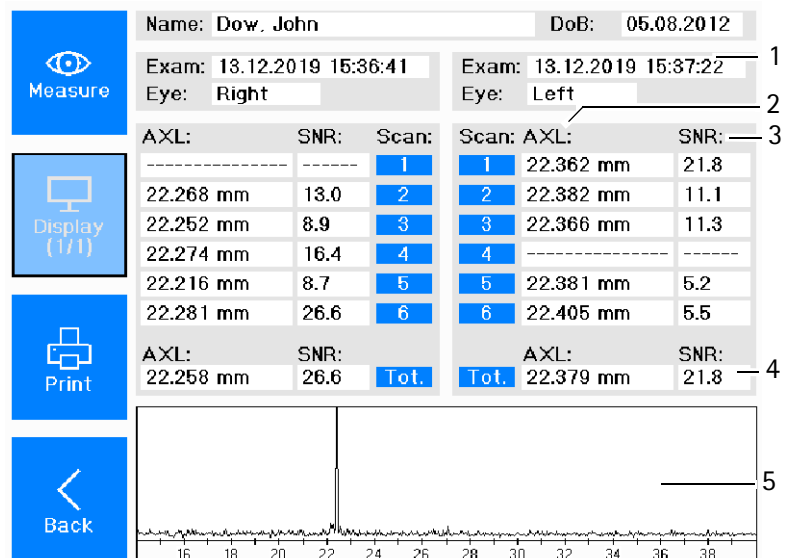 Name: Dow, John DoB: 05.08.2012
Measure
Exam: 13.12.2019 15:36:41 Exam: 13.12.2019 15:37:22 1
Eye: Right Eye: Left
2
AXL: SNR: Scan: Scan: AXL: SNR: 3
--------------- ------ 1 1 22.362 mm 21.8
22.268 mm 13.0 2 2 22.382 mm 11.1
Display
(1/1)
22.252 mm 8.9 3 3 22.366 mm 11.3
22.274 mm 16.4 4 4 --------------- ------
22.216 mm 8.7 5 5 22.381 mm 5.2
22.281 mm 26.6 6 6 22.405 mm 5.5
Print
AXL: SNR: AXL: SNR:
22.258 mm 26.6 Tot. Tot. 22.379 mm 21.8 4
5
Back
16 18 20 22 24 26 28 30 32 34 36 38